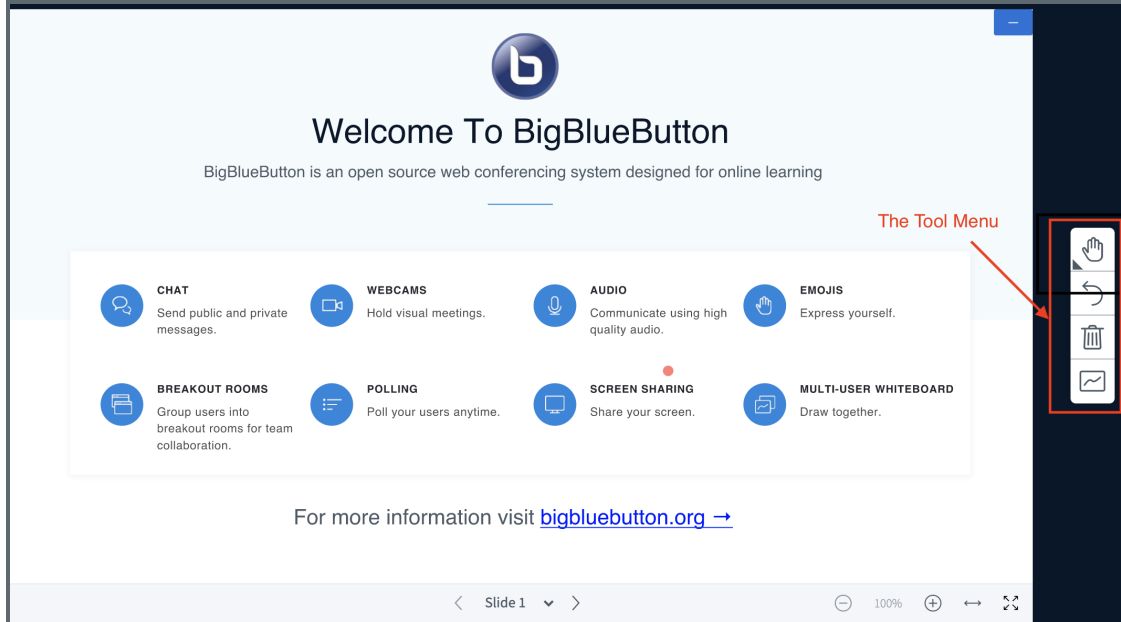 Welcome To BigBlueButton
BigBlueButton is an open source web conferencing system designed for online learning
The Tool Menu
CHAT
Send public and private
messages.
WEBCAMS
Hold visual meetings.
AUDIO
Communicate using high
quality audio.
EMOJIS
Express yourself.
BREAKOUT ROOMS
Group users into
breakout rooms for team
collaboration.
POLLING
Poll your users anytime.
SCREEN SHARING
Share your screen.
MULTI-USER WHITEBOARD
Draw together.
For more information visit bigbluebutton.org →
Slide 1
100%